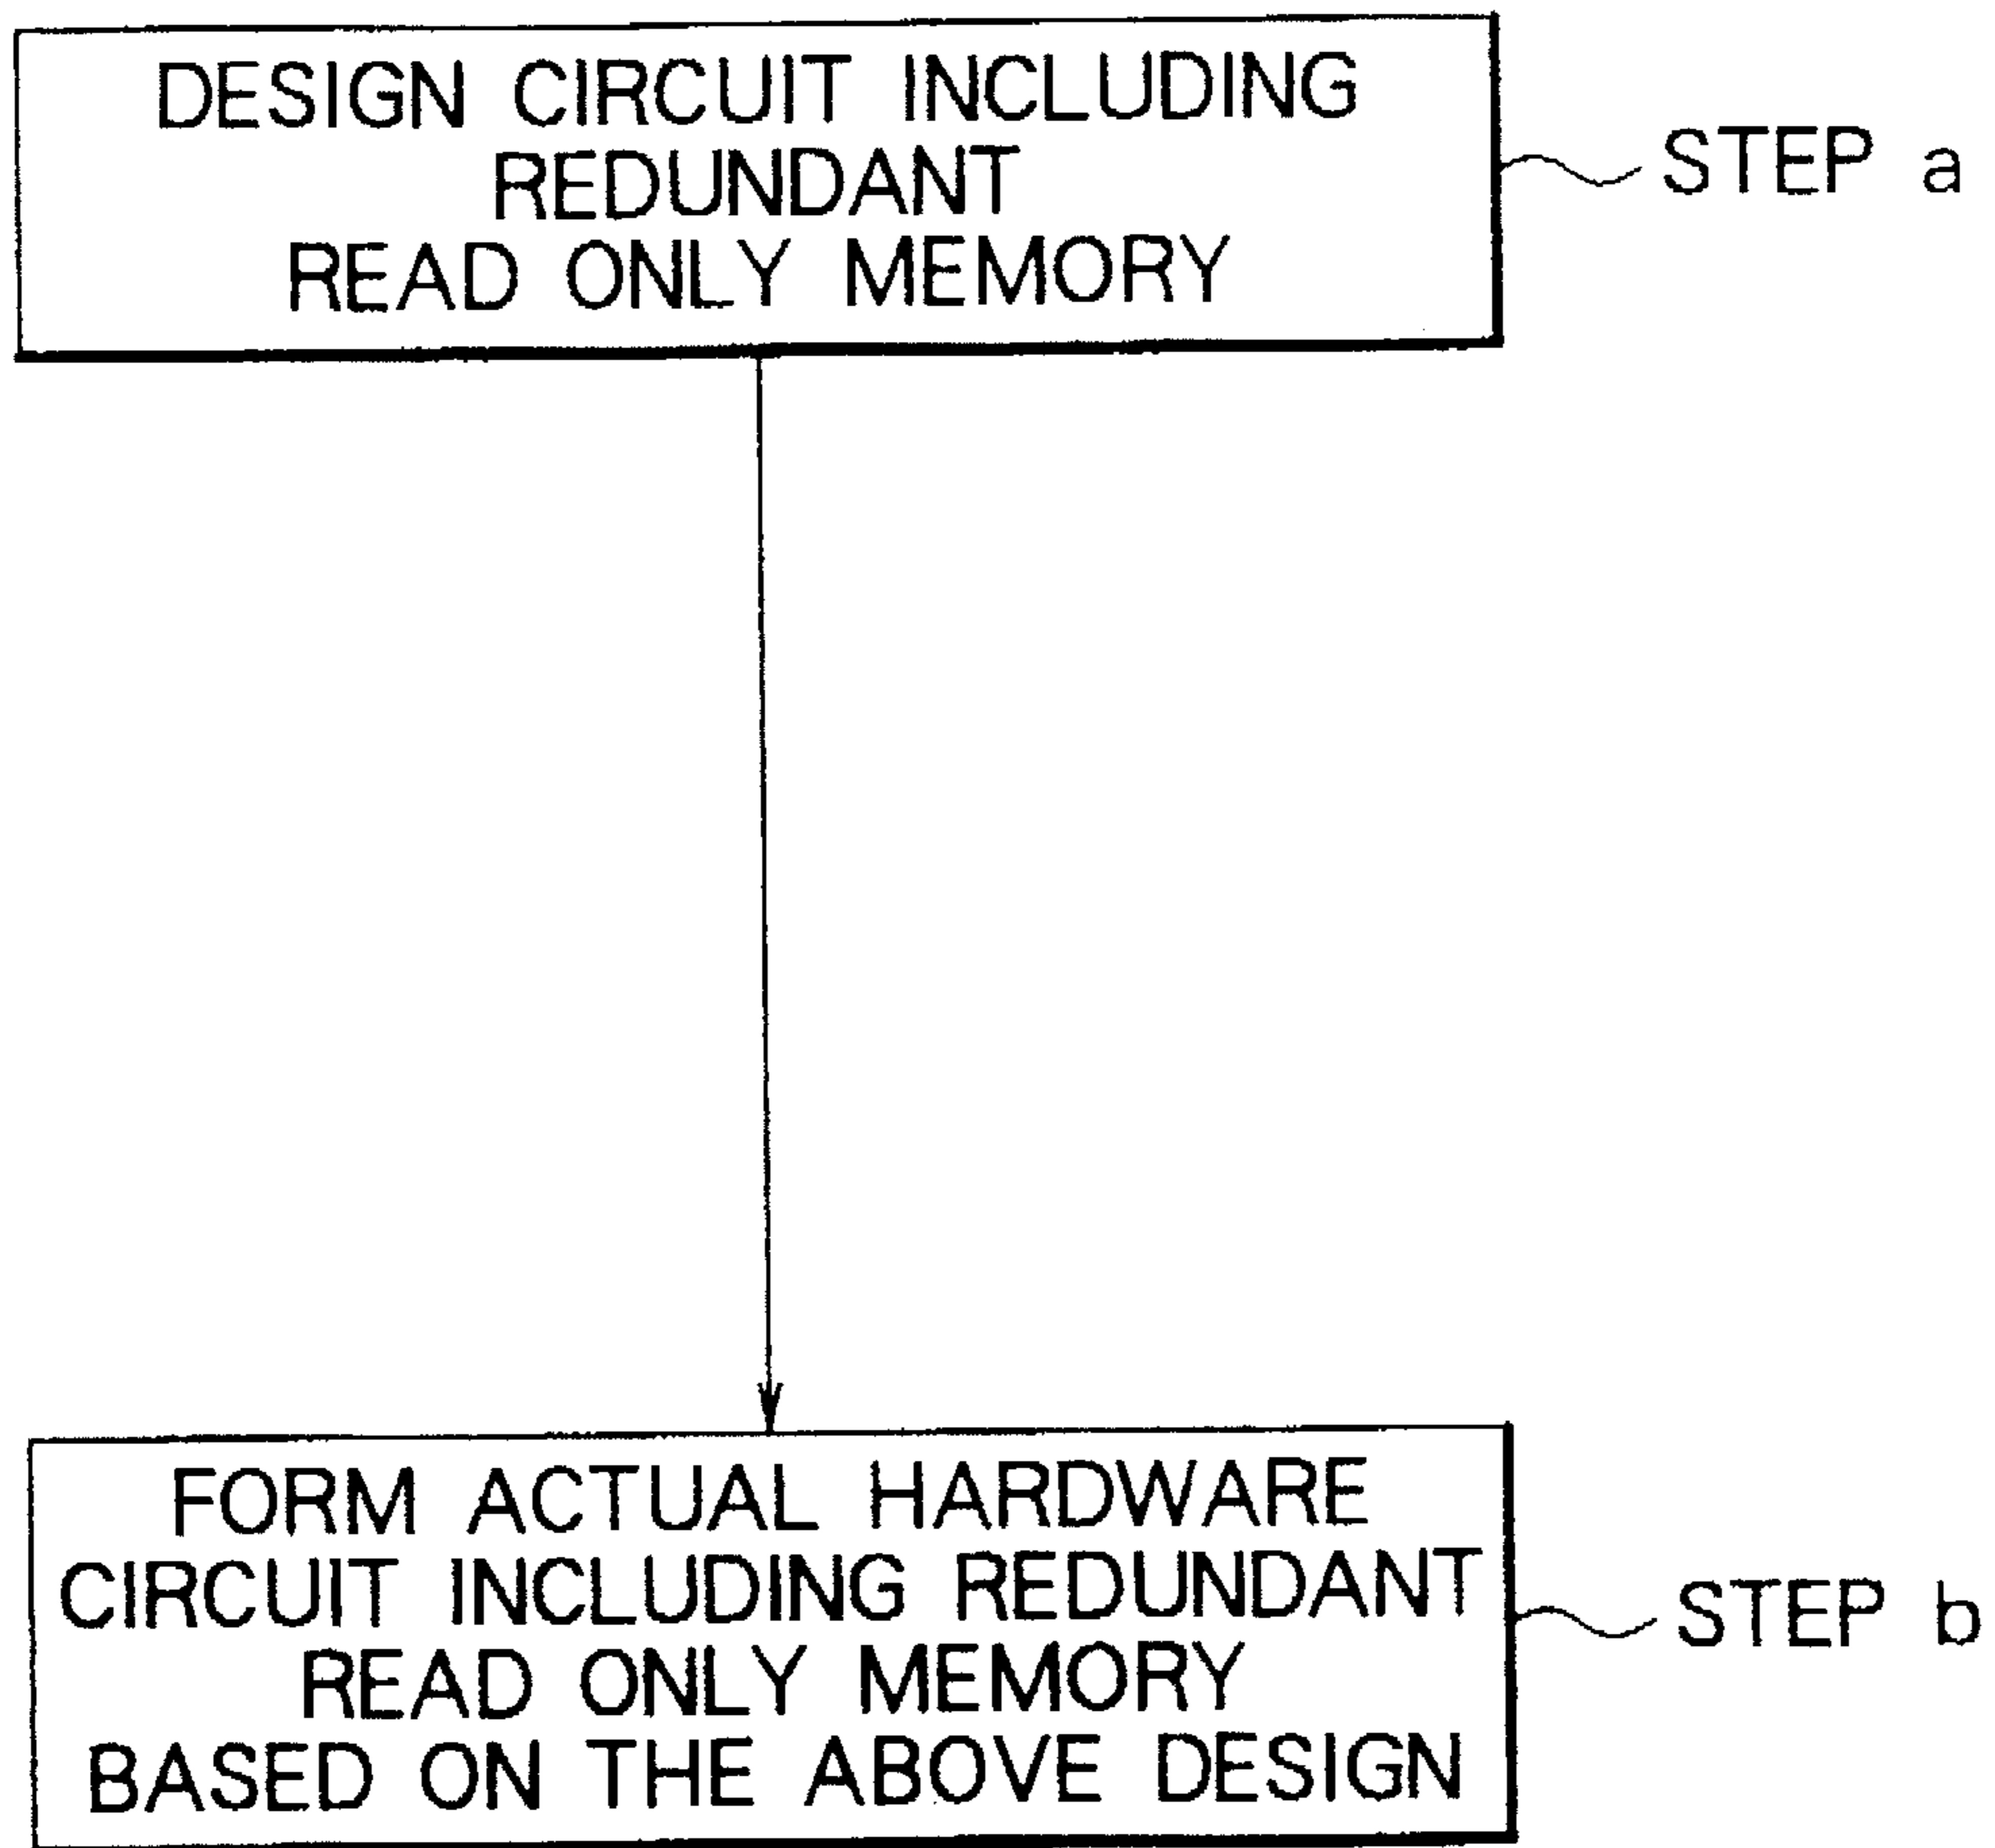 DESIGN CIRCUIT INCLUDING
REDUNDANT
READ ONLY MEMORY
STEP a
FORM ACTUAL HARDWARE
CIRCUIT INCLUDING REDUNDANT
READ ONLY MEMORY
BASED ON THE ABOVE DESIGN
STEP b